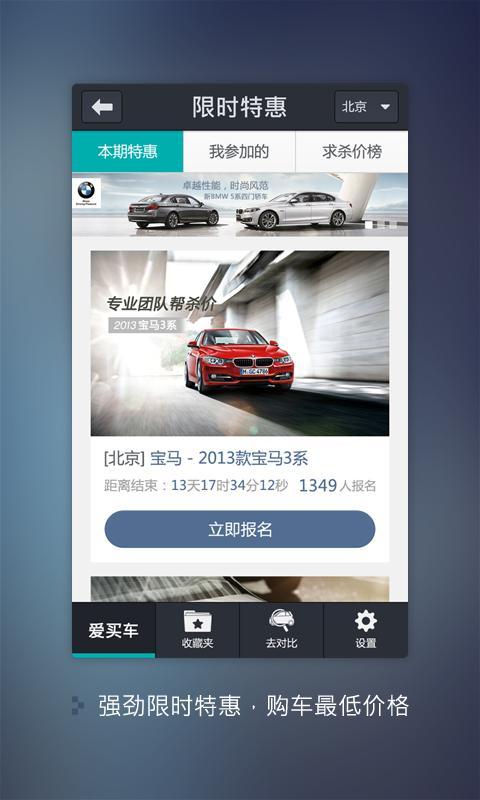 限时特惠
北京
本期特惠
我参加的
求杀价榜
卓越性能，时尚风范
新BMW 5系四门轿车
专业团队帮杀价
2013 宝马3系
M·GC 4786
[北京] 宝马 - 2013款宝马3系
距离结束：13天17时34分12秒 1349人报名
立即报名
爱买车
收藏夹
去对比
设置
强劲限时特惠，购车最低价格